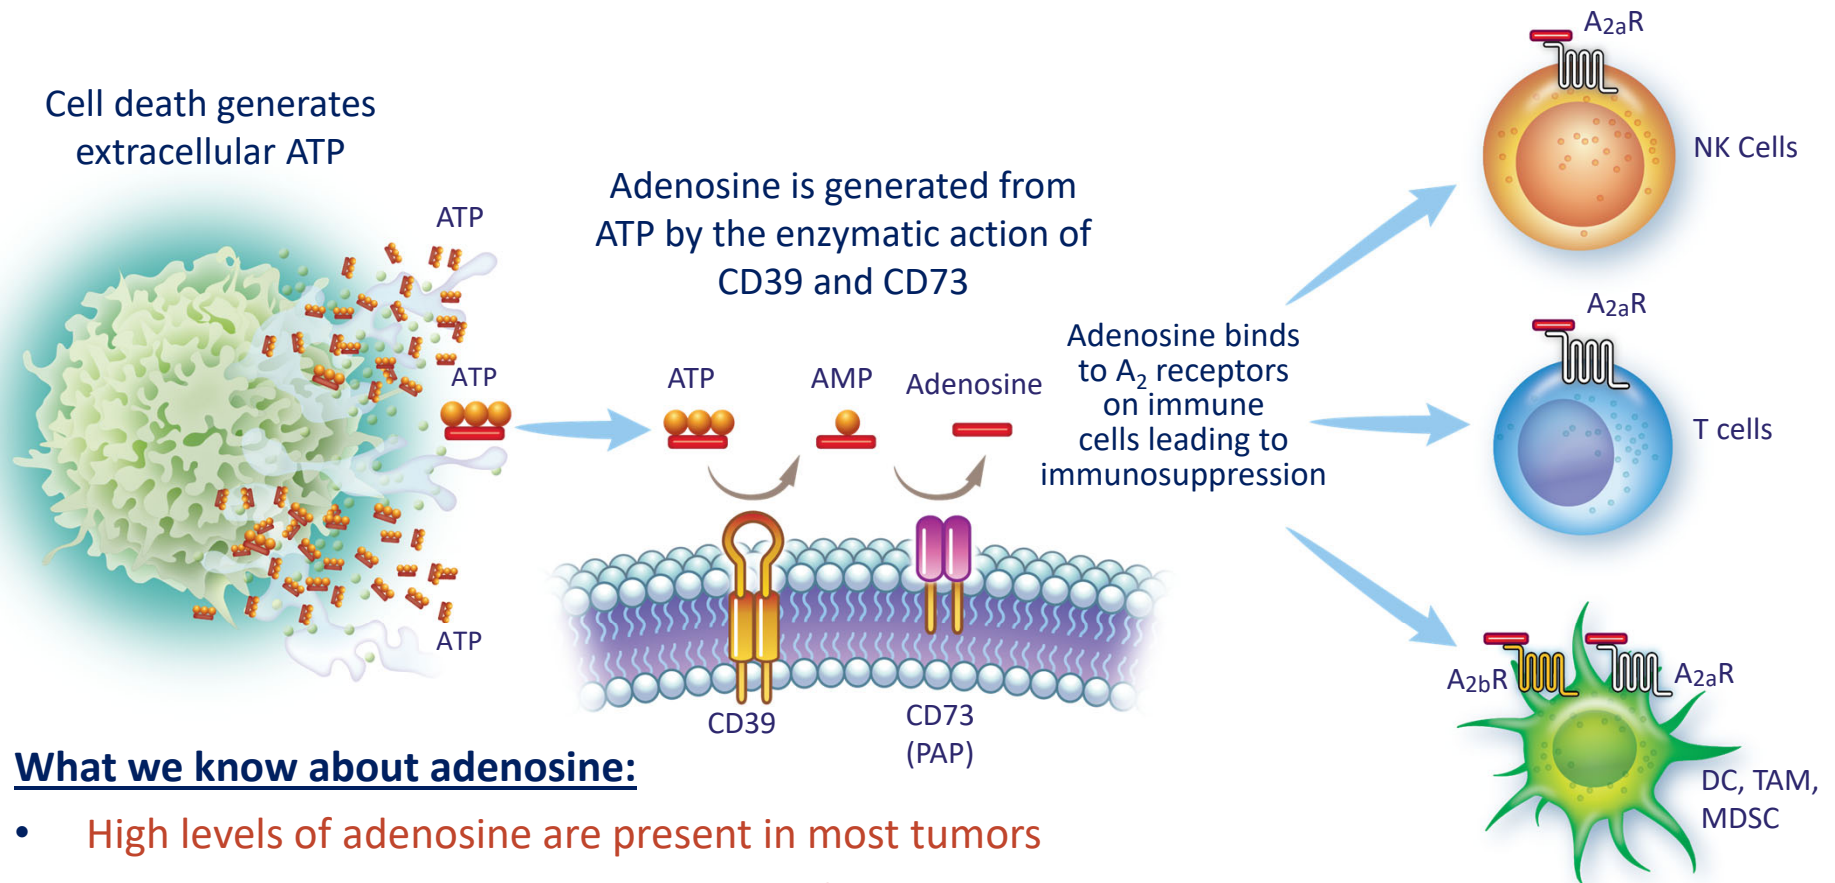 Cell death generates
extracellular ATP
ATP
ATP
ATP
Adenosine is generated from
ATP by the enzymatic action of
CD39 and CD73
ATP
AMP
Adenosine
CD39
CD73
(PAP)
Adenosine binds
to A₂ receptors
on immune
cells leading to
immunosuppression
A2aR
NK Cells
A2aR
T cells
A2bR
A2aR
DC, TAM,
MDSC
What we know about adenosine:
• High levels of adenosine are present in most tumors